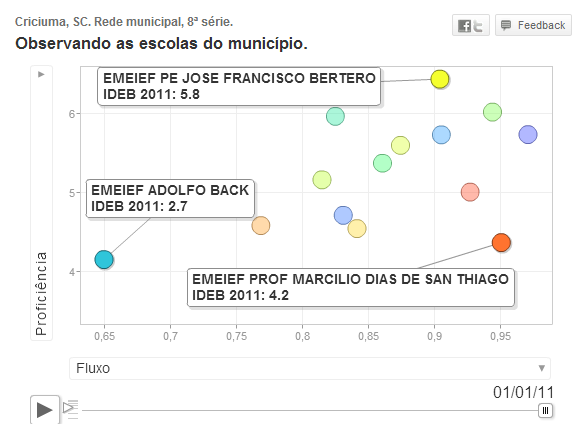 Criciuma, SC. Rede municipal, 8ª série.
Feedback
Observando as escolas do município.
EMEIEF PE JOSE FRANCISCO BERTERO
IDEB 2011: 5.8
6
EMEIEF ADOLFO BACK
IDEB 2011: 2.7
5
EMEIEF PROF MARCILIO DIAS DE SAN THIAGO
IDEB 2011: 4.2
4
Proficiência
0,65 0,7 0,75 0,8 0,85 0,9 0,95
Fluxo
01/01/11